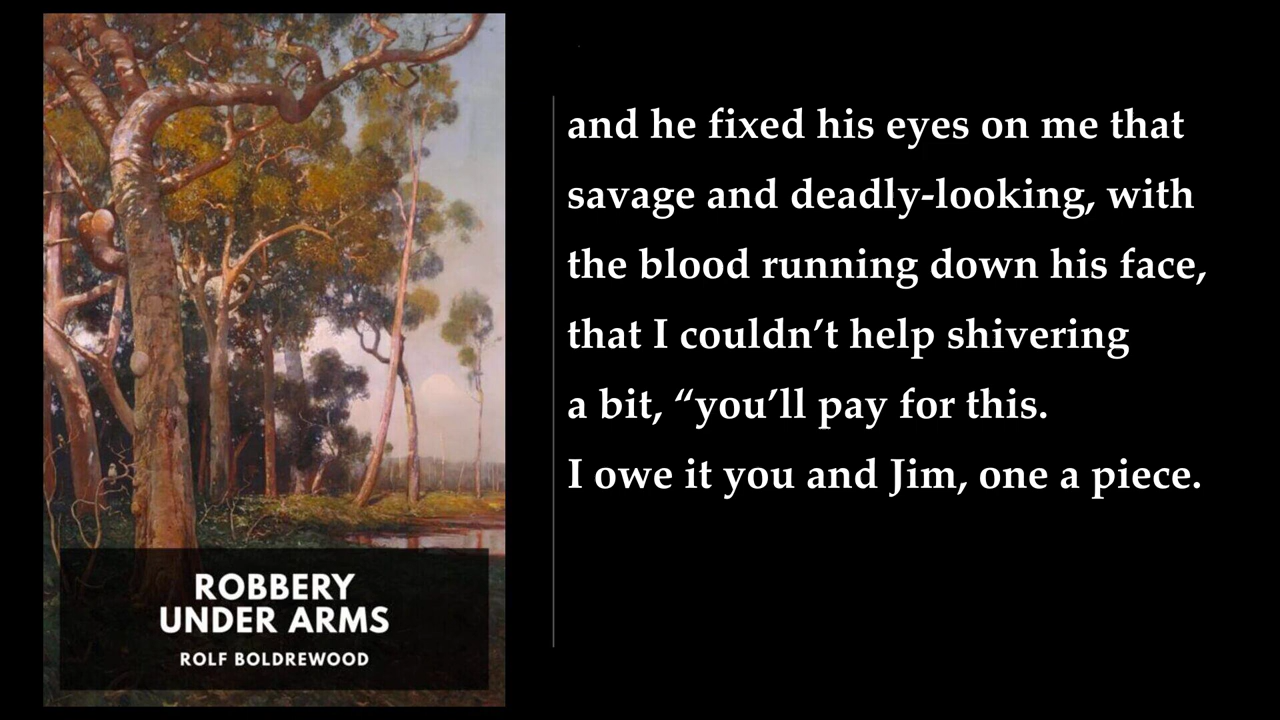 and he fixed his eyes on me that
savage and deadly-looking, with
the blood running down his face,
that I couldn’t help shivering
a bit, “you’ll pay for this.
I owe it you and Jim, one a piece.
ROBBERY
UNDER ARMS
ROLF BOLDREWOOD